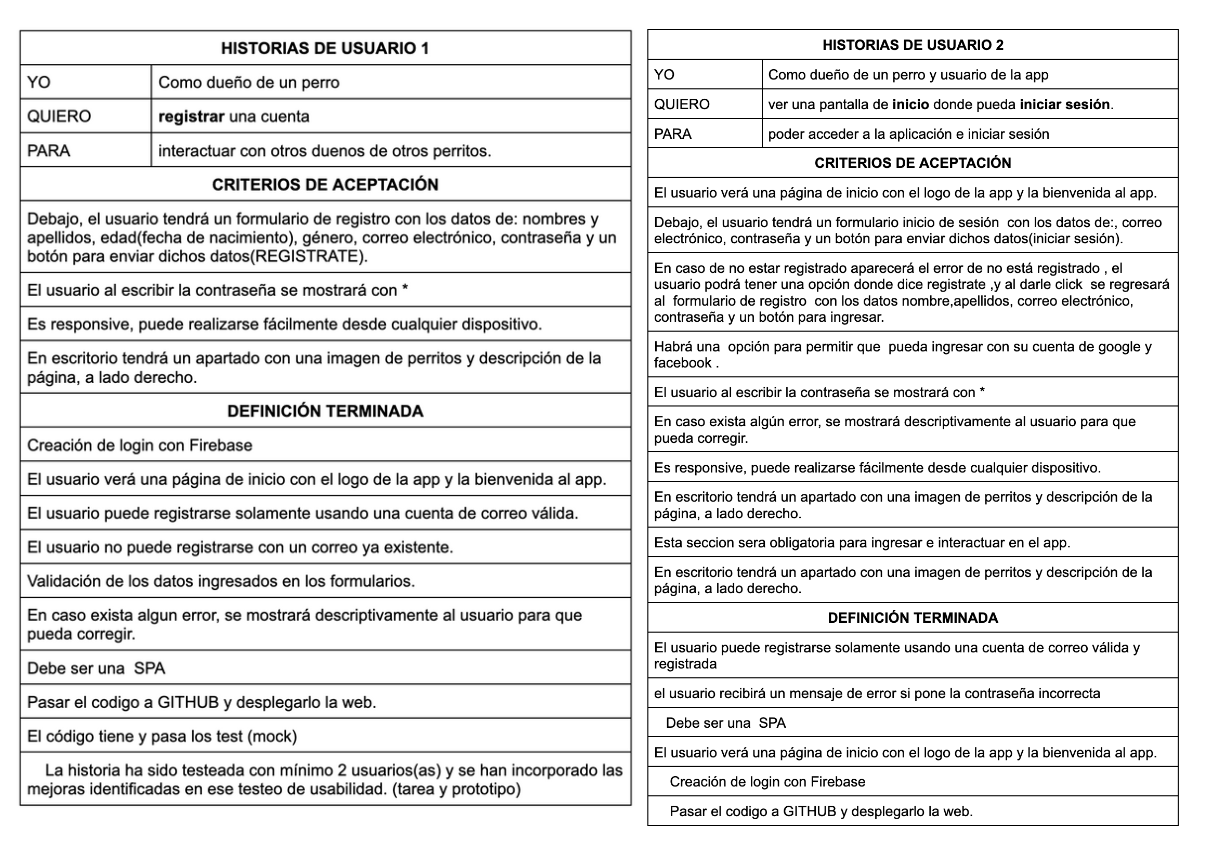 HISTORIAS DE USUARIO 1
YO Como dueño de un perro
QUIERO registrar una cuenta
PARA interactuar con otros duenos de otros perritos.
CRITERIOS DE ACEPTACIÓN
Debajo, el usuario tendrá un formulario de registro con los datos de: nombres y
apellidos, edad(fecha de nacimiento), género, correo electrónico, contraseña y un
botón para enviar dichos datos(REGISTRATE).
El usuario al escribir la contraseña se mostrará con *
Es responsive, puede realizarse fácilmente desde cualquier dispositivo.
En escritorio tendrá un apartado con una imagen de perritos y descripción de la
página, a lado derecho.
DEFINICIÓN TERMINADA
Creación de login con Firebase
El usuario verá una página de inicio con el logo de la app y la bienvenida al app.
El usuario puede registrarse solamente usando una cuenta de correo válida.
El usuario no puede registrarse con un correo ya existente.
Validación de los datos ingresados en los formularios.
En caso exista algun error, se mostrará descriptivamente al usuario para que
pueda corregir.
Debe ser una  SPA
Pasar el codigo a GITHUB y desplegarlo la web.
El código tiene y pasa los test (mock)
La historia ha sido testeada con mínimo 2 usuarios(as) y se han incorporado las
mejoras identificadas en ese testeo de usabilidad. (tarea y prototipo)
HISTORIAS DE USUARIO 2
YO Como dueño de un perro y usuario de la app
QUIERO ver una pantalla de inicio donde pueda iniciar sesión.
PARA poder acceder a la aplicación e iniciar sesión
CRITERIOS DE ACEPTACIÓN
El usuario verá una página de inicio con el logo de la app y la bienvenida al app.
Debajo, el usuario tendrá un formulario inicio de sesión  con los datos de:, correo
electrónico, contraseña y un botón para enviar dichos datos(iniciar sesión).
En caso de no estar registrado aparecerá el error de no está registrado , el
usuario podrá tener una opción donde dice registrate ,y al darle click  se regresará
al  formulario de registro  con los datos nombre,apellidos, correo electrónico,
contraseña y un botón para ingresar.
Habrá una  opción para permitir que  pueda ingresar con su cuenta de google y
facebook .
El usuario al escribir la contraseña se mostrará con *
En caso exista algún error, se mostrará descriptivamente al usuario para que
pueda corregir.
Es responsive, puede realizarse fácilmente desde cualquier dispositivo.
En escritorio tendrá un apartado con una imagen de perritos y descripción de la
página, a lado derecho.
Esta seccion sera obligatoria para ingresar e interactuar en el app.
En escritorio tendrá un apartado con una imagen de perritos y descripción de la
página, a lado derecho.
DEFINICIÓN TERMINADA
El usuario puede registrarse solamente usando una cuenta de correo válida y
registrada
el usuario recibirá un mensaje de error si pone la contraseña incorrecta
Debe ser una  SPA
El usuario verá una página de inicio con el logo de la app y la bienvenida al app.
Creación de login con Firebase
Pasar el codigo a GITHUB y desplegarlo la web.